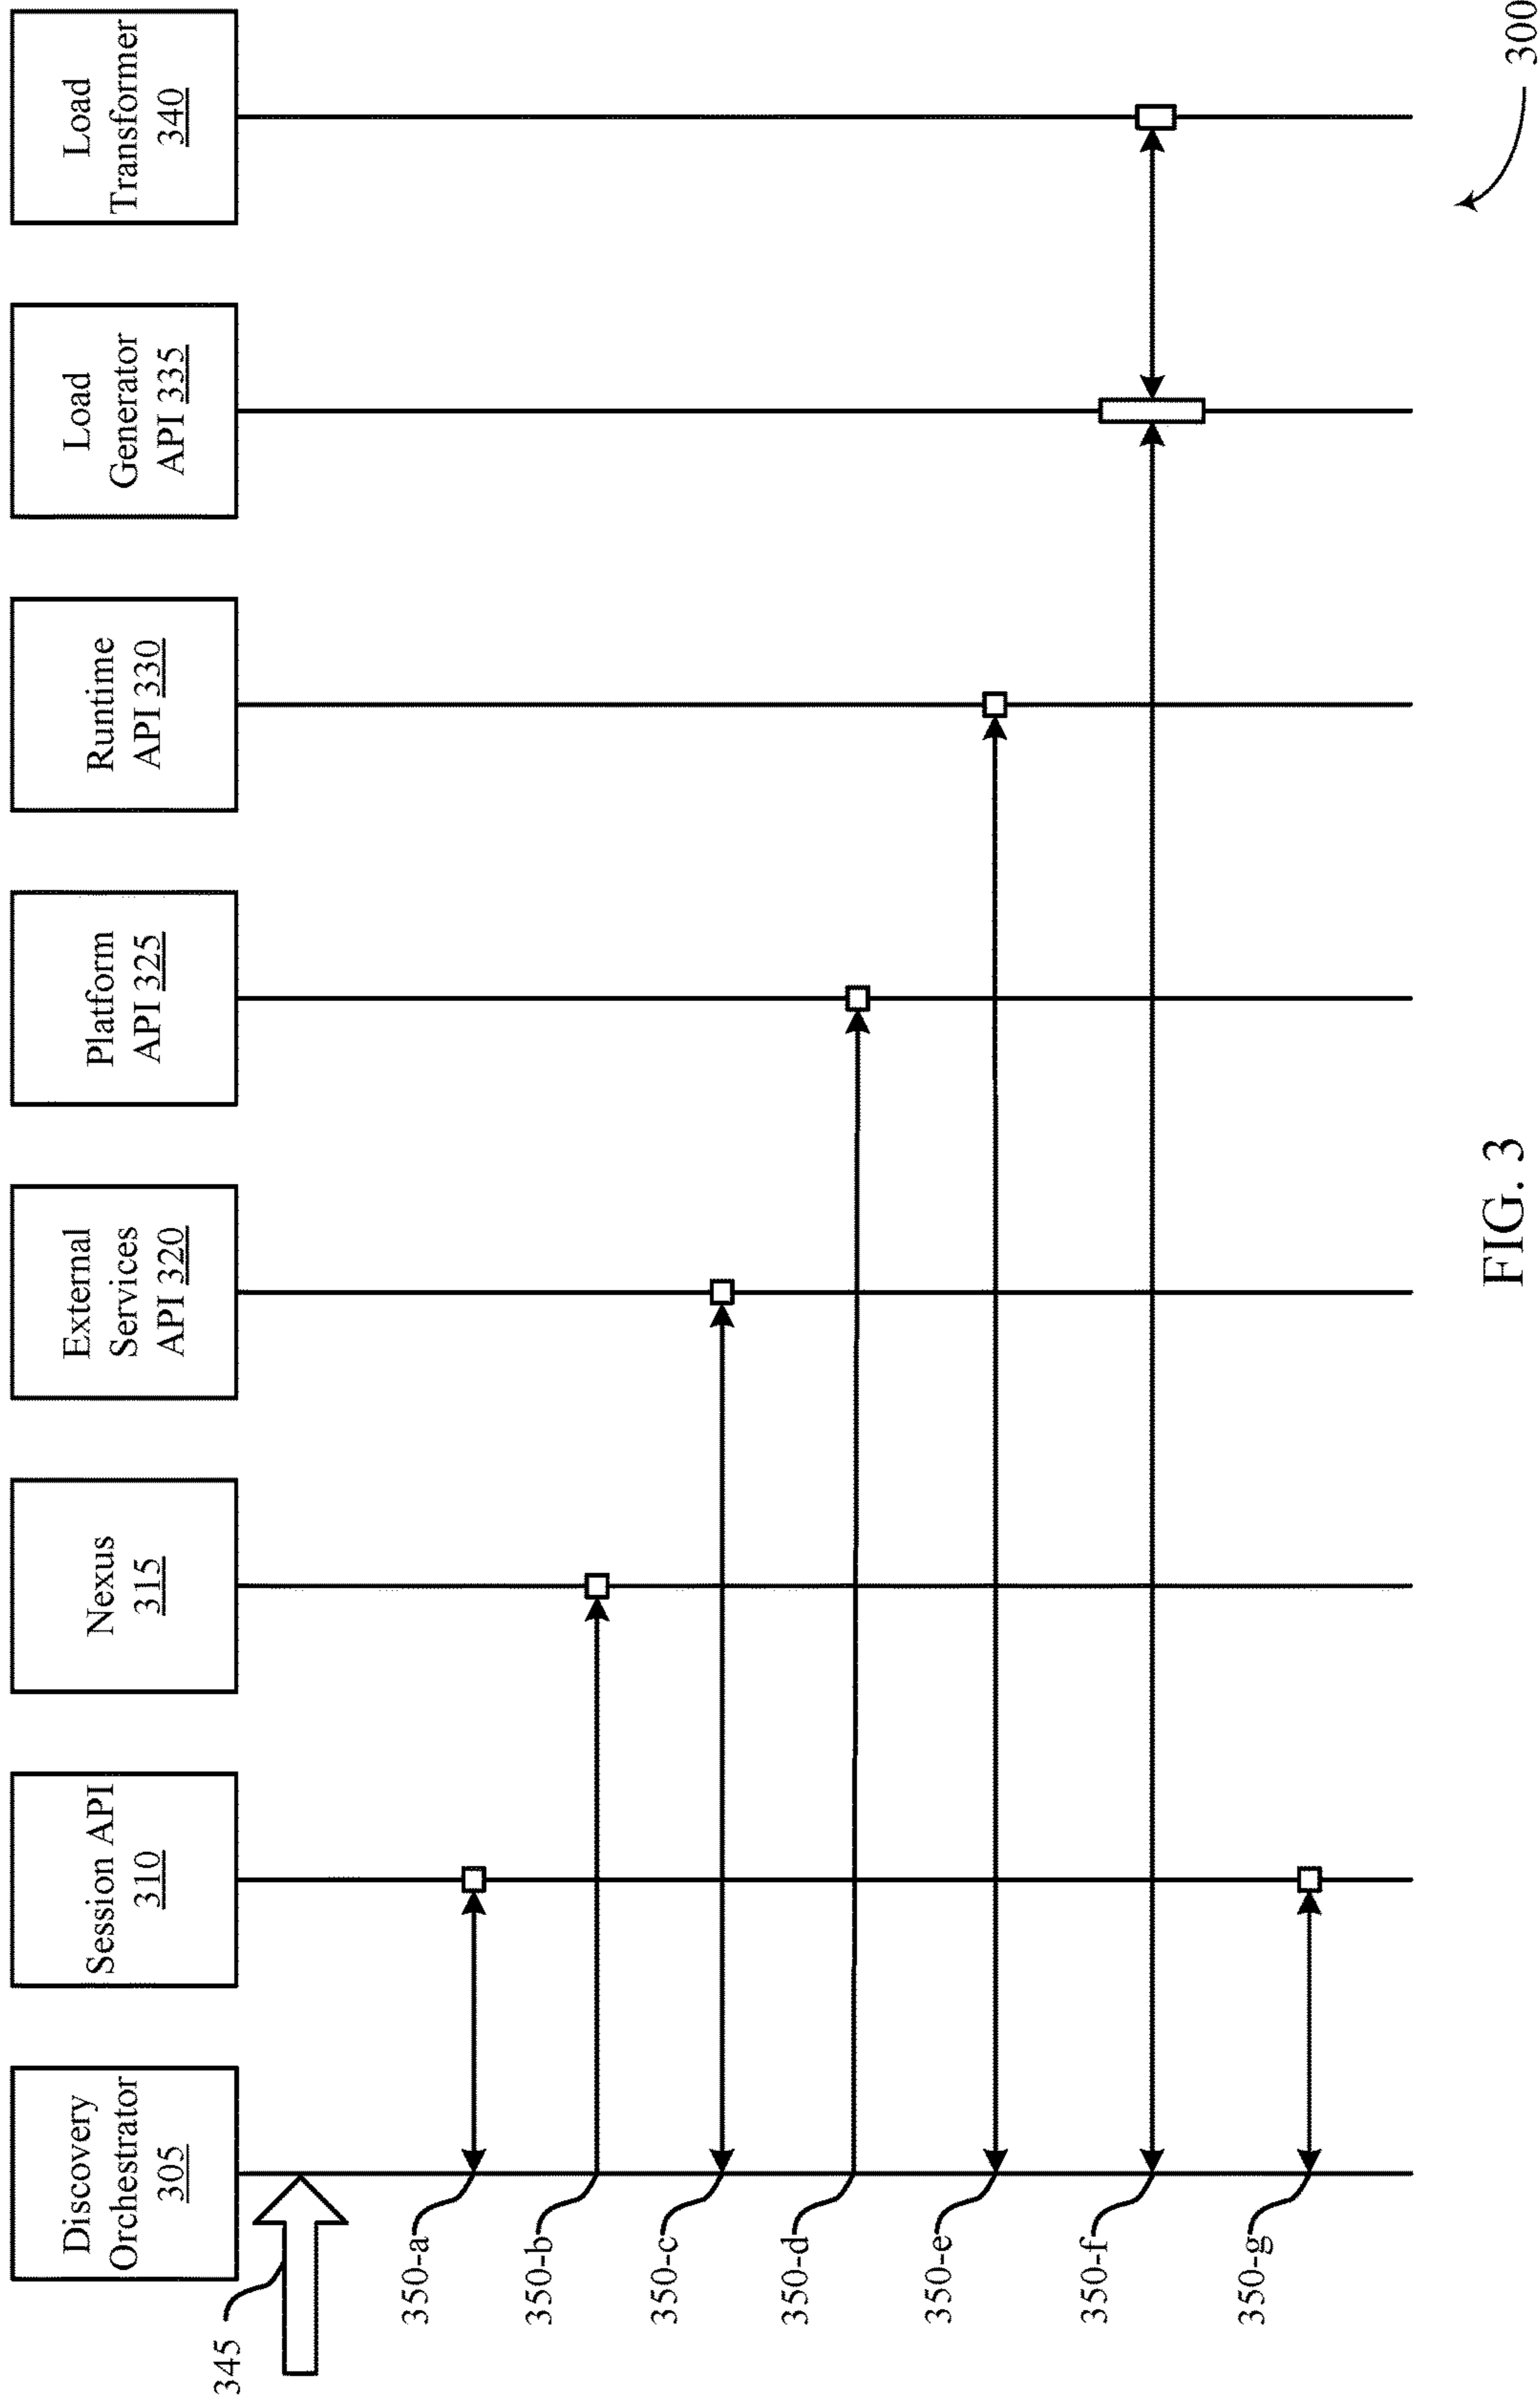 Discovery
Orchestrator
305
Session API
310
Nexus
315
External
Services
API 320
Platform
API 325
Runtime
API 330
Load
Generator
API 335
Load
Transformer
340
345
350-a
350-b
350-c
350-d
350-e
350-f
350-g
300
FIG. 3